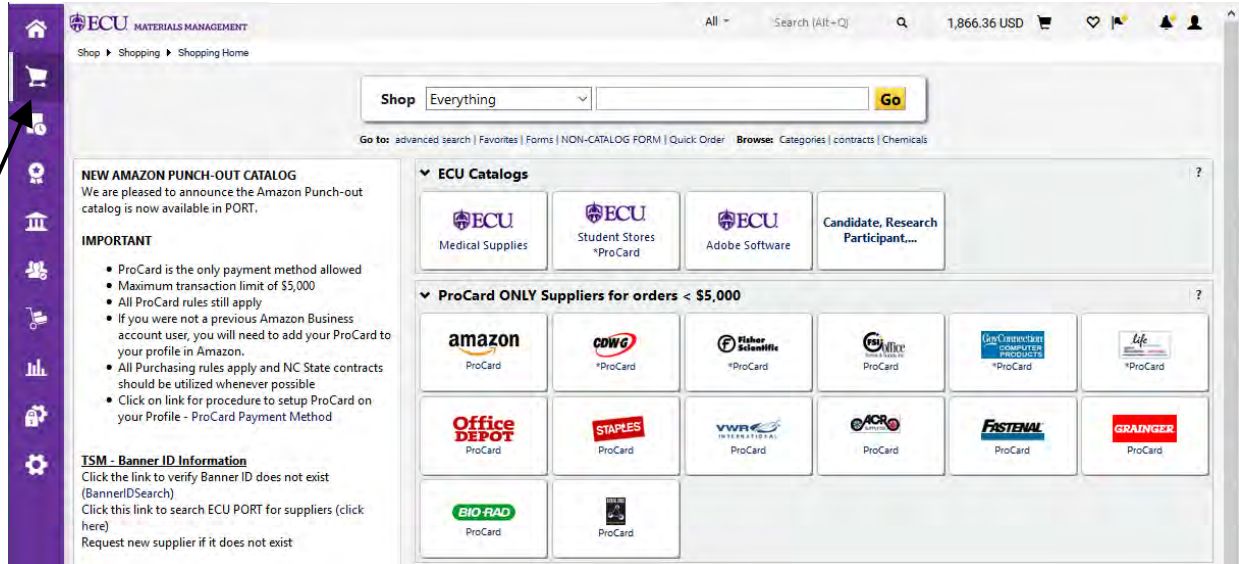 ECU MATERIALS MANAGEMENT
All
Search (Alt+Q)
1,866.36 USD
Shop Shopping Shopping Home
Shop Everything Go
Go to: advanced search | Favorites | Forms | NON-CATALOG FORM | Quick Order Browse: Categories | contracts | Chemicals
NEW AMAZON PUNCH-OUT CATALOG
We are pleased to announce the Amazon Punch-out
catalog is now available in PORT.
IMPORTANT
• ProCard is the only payment method allowed
• Maximum transaction limit of $5,000
• All ProCard rules still apply
• If you were not a previous Amazon Business
account user, you will need to add your ProCard to
your profile in Amazon.
• All Purchasing rules apply and NC State contracts
should be utilized whenever possible
• Click on link for procedure to setup ProCard on
your Profile - ProCard Payment Method
TSM - Banner ID Information
Click the link to verify Banner ID does not exist
(BannerIDSearch)
Click this link to search ECU PORT for suppliers (click
here)
Request new supplier if it does not exist
ECU Catalogs ?
ECU
Medical Supplies
ECU
Student Stores
*ProCard
ECU
Adobe Software
Candidate, Research
Participant,...
ProCard ONLY Suppliers for orders < $5,000 ?
amazon
ProCard
CDWG
*ProCard
Fisher
Scientific
*ProCard
FSIoffice
ProCard
GovConnection
COMPUTER
PRODUCTS
*ProCard
life
*ProCard
Office
DEPOT
ProCard
STAPLES
ProCard
VWR
INTERNATIONAL
ProCard
ACR
ProCard
FASTENAL
ProCard
GRAINGER
ProCard
BIO-RAD
ProCard
ProCard